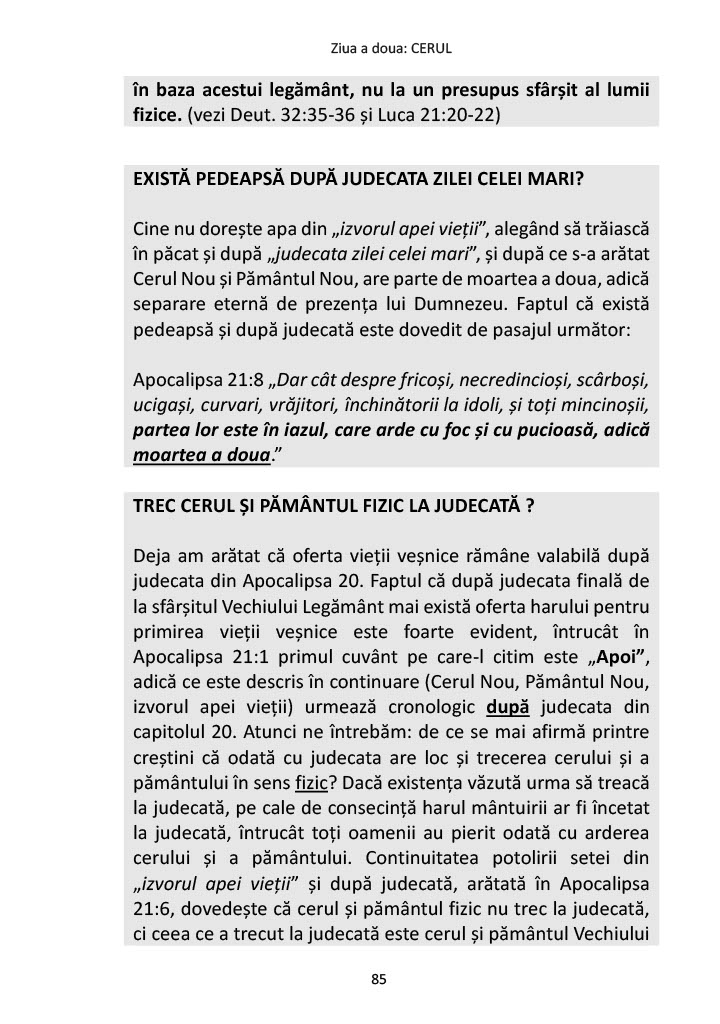 Ziua a doua: CERUL
în baza acestui legământ, nu la un presupus sfârșit al lumii
fizice. (vezi Deut. 32:35-36 și Luca 21:20-22)
EXISTĂ PEDEAPSĂ DUPĂ JUDECATA ZILEI CELEI MARI?
Cine nu dorește apa din „izvorul apei vieții”, alegând să trăiască
în păcat și după „judecata zilei celei mari”, și după ce s-a arătat
Cerul Nou și Pământul Nou, are parte de moartea a doua, adică
separare eternă de prezența lui Dumnezeu. Faptul că există
pedeapsă și după judecată este dovedit de pasajul următor:
Apocalipsa 21:8 „Dar cât despre fricoși, necredincioși, scârboși,
ucigași, curvari, vrăjitori, închinătorii la idoli, și toți mincinoșii,
partea lor este în iazul, care arde cu foc și cu pucioasă, adică
moartea a doua.”
TREC CERUL ȘI PĂMÂNTUL FIZIC LA JUDECATĂ ?
Deja am arătat că oferta vieții veșnice rămâne valabilă după
judecata din Apocalipsa 20. Faptul că după judecata finală de
la sfârșitul Vechiului Legământ mai există oferta harului pentru
primirea vieții veșnice este foarte evident, întrucât în
Apocalipsa 21:1 primul cuvânt pe care-l citim este „Apoi”,
adică ce este descris în continuare (Cerul Nou, Pământul Nou,
izvorul apei vieții) urmează cronologic după judecata din
capitolul 20. Atunci ne întrebăm: de ce se mai afirmă printre
creștini că odată cu judecata are loc și trecerea cerului și a
pământului în sens fizic? Dacă existența văzută urma să treacă
la judecată, pe cale de consecință harul mântuirii ar fi încetat
la judecată, întrucât toți oamenii au pierit odată cu arderea
cerului și a pământului. Continuitatea potolirii setei din
„izvorul apei vieții” și după judecată, arătată în Apocalipsa
21:6, dovedește că cerul și pământul fizic nu trec la judecată,
ci ceea ce a trecut la judecată este cerul și pământul Vechiului
85